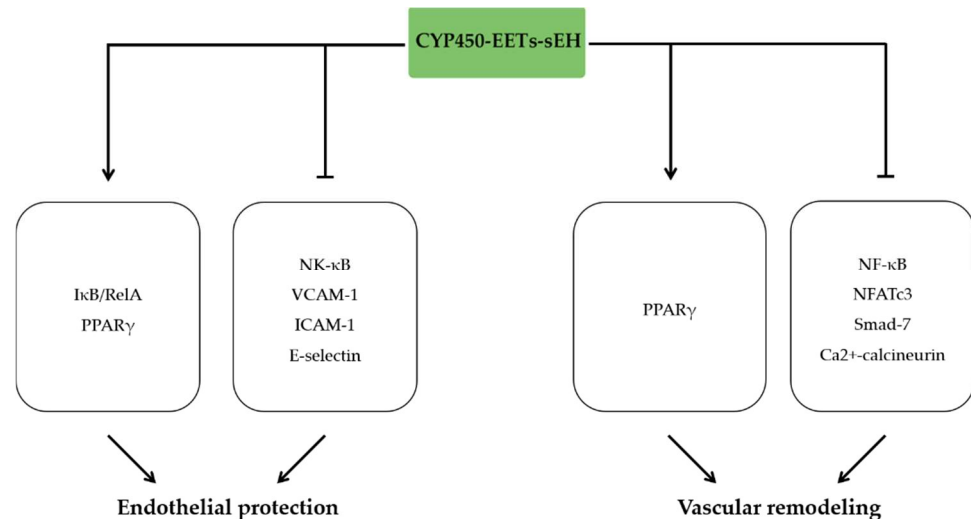 CYP450-EETs-sEH
IκB/RelA
PPARγ
NK-κB
VCAM-1
ICAM-1
E-selectin
PPARγ
NF-κB
NFATc3
Smad-7
Ca2+-calcineurin
Endothelial protection
Vascular remodeling